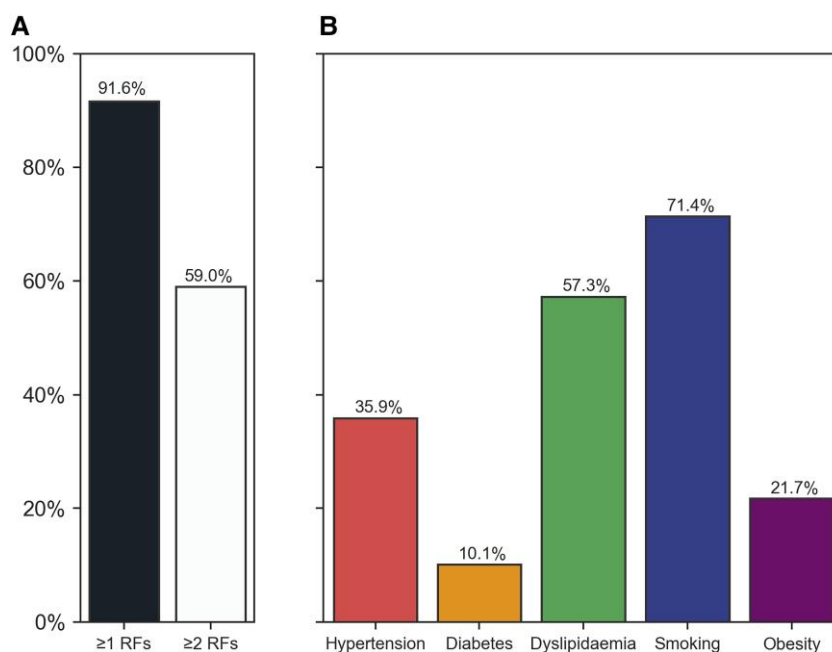 A
B
100%
80%
60%
40%
20%
0%
91.6%
59.0%
≥1 RFs
≥2 RFs
35.9%
10.1%
57.3%
71.4%
21.7%
Hypertension
Diabetes
Dyslipidaemia
Smoking
Obesity